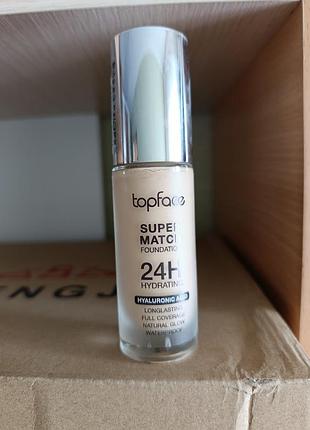 topface
SUPER
MATCH
FOUNDATION
24H
HYDRATING
HYALURONIC ACID
LONGLASTING
FULL COVERAGE
NATURAL GLOW
WATERPROOF